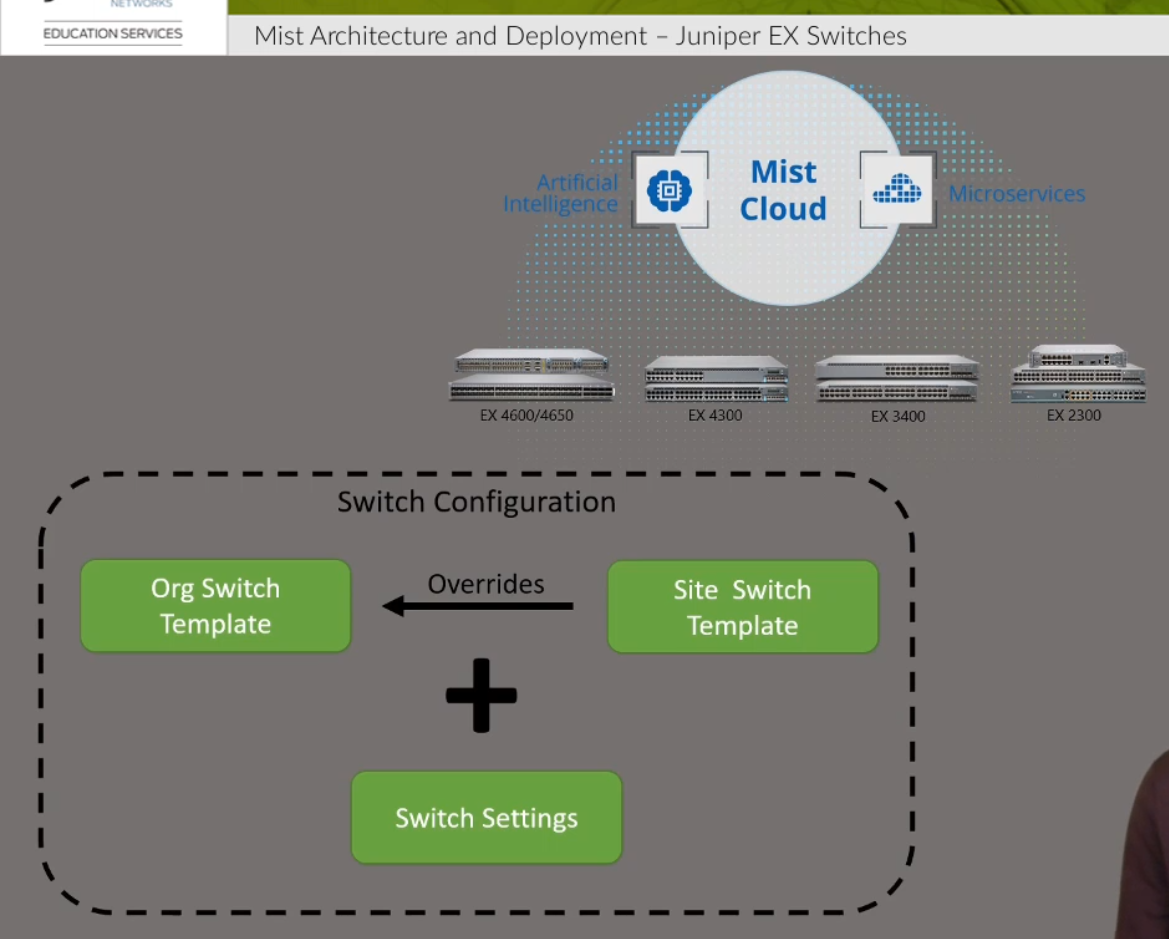 NETWORKS
EDUCATION SERVICES
Mist Architecture and Deployment – Juniper EX Switches
Artificial
Intelligence
Mist
Cloud
Microservices
EX 4600/4650
EX 4300
EX 3400
EX 2300
Switch Configuration
Org Switch
Template
Overrides
Site Switch
Template
Switch Settings